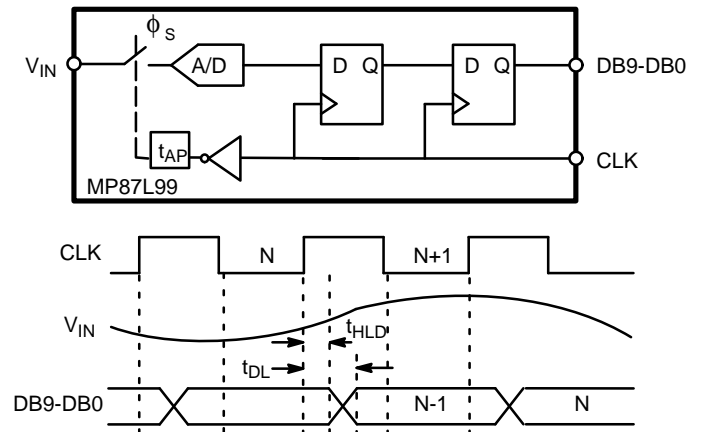 ϕS
VIN
A/D
D Q
D Q
DB9-DB0
tAP
CLK
MP87L99
CLK
N
N+1
VIN
tHLD
tDL
DB9-DB0
N-1
N